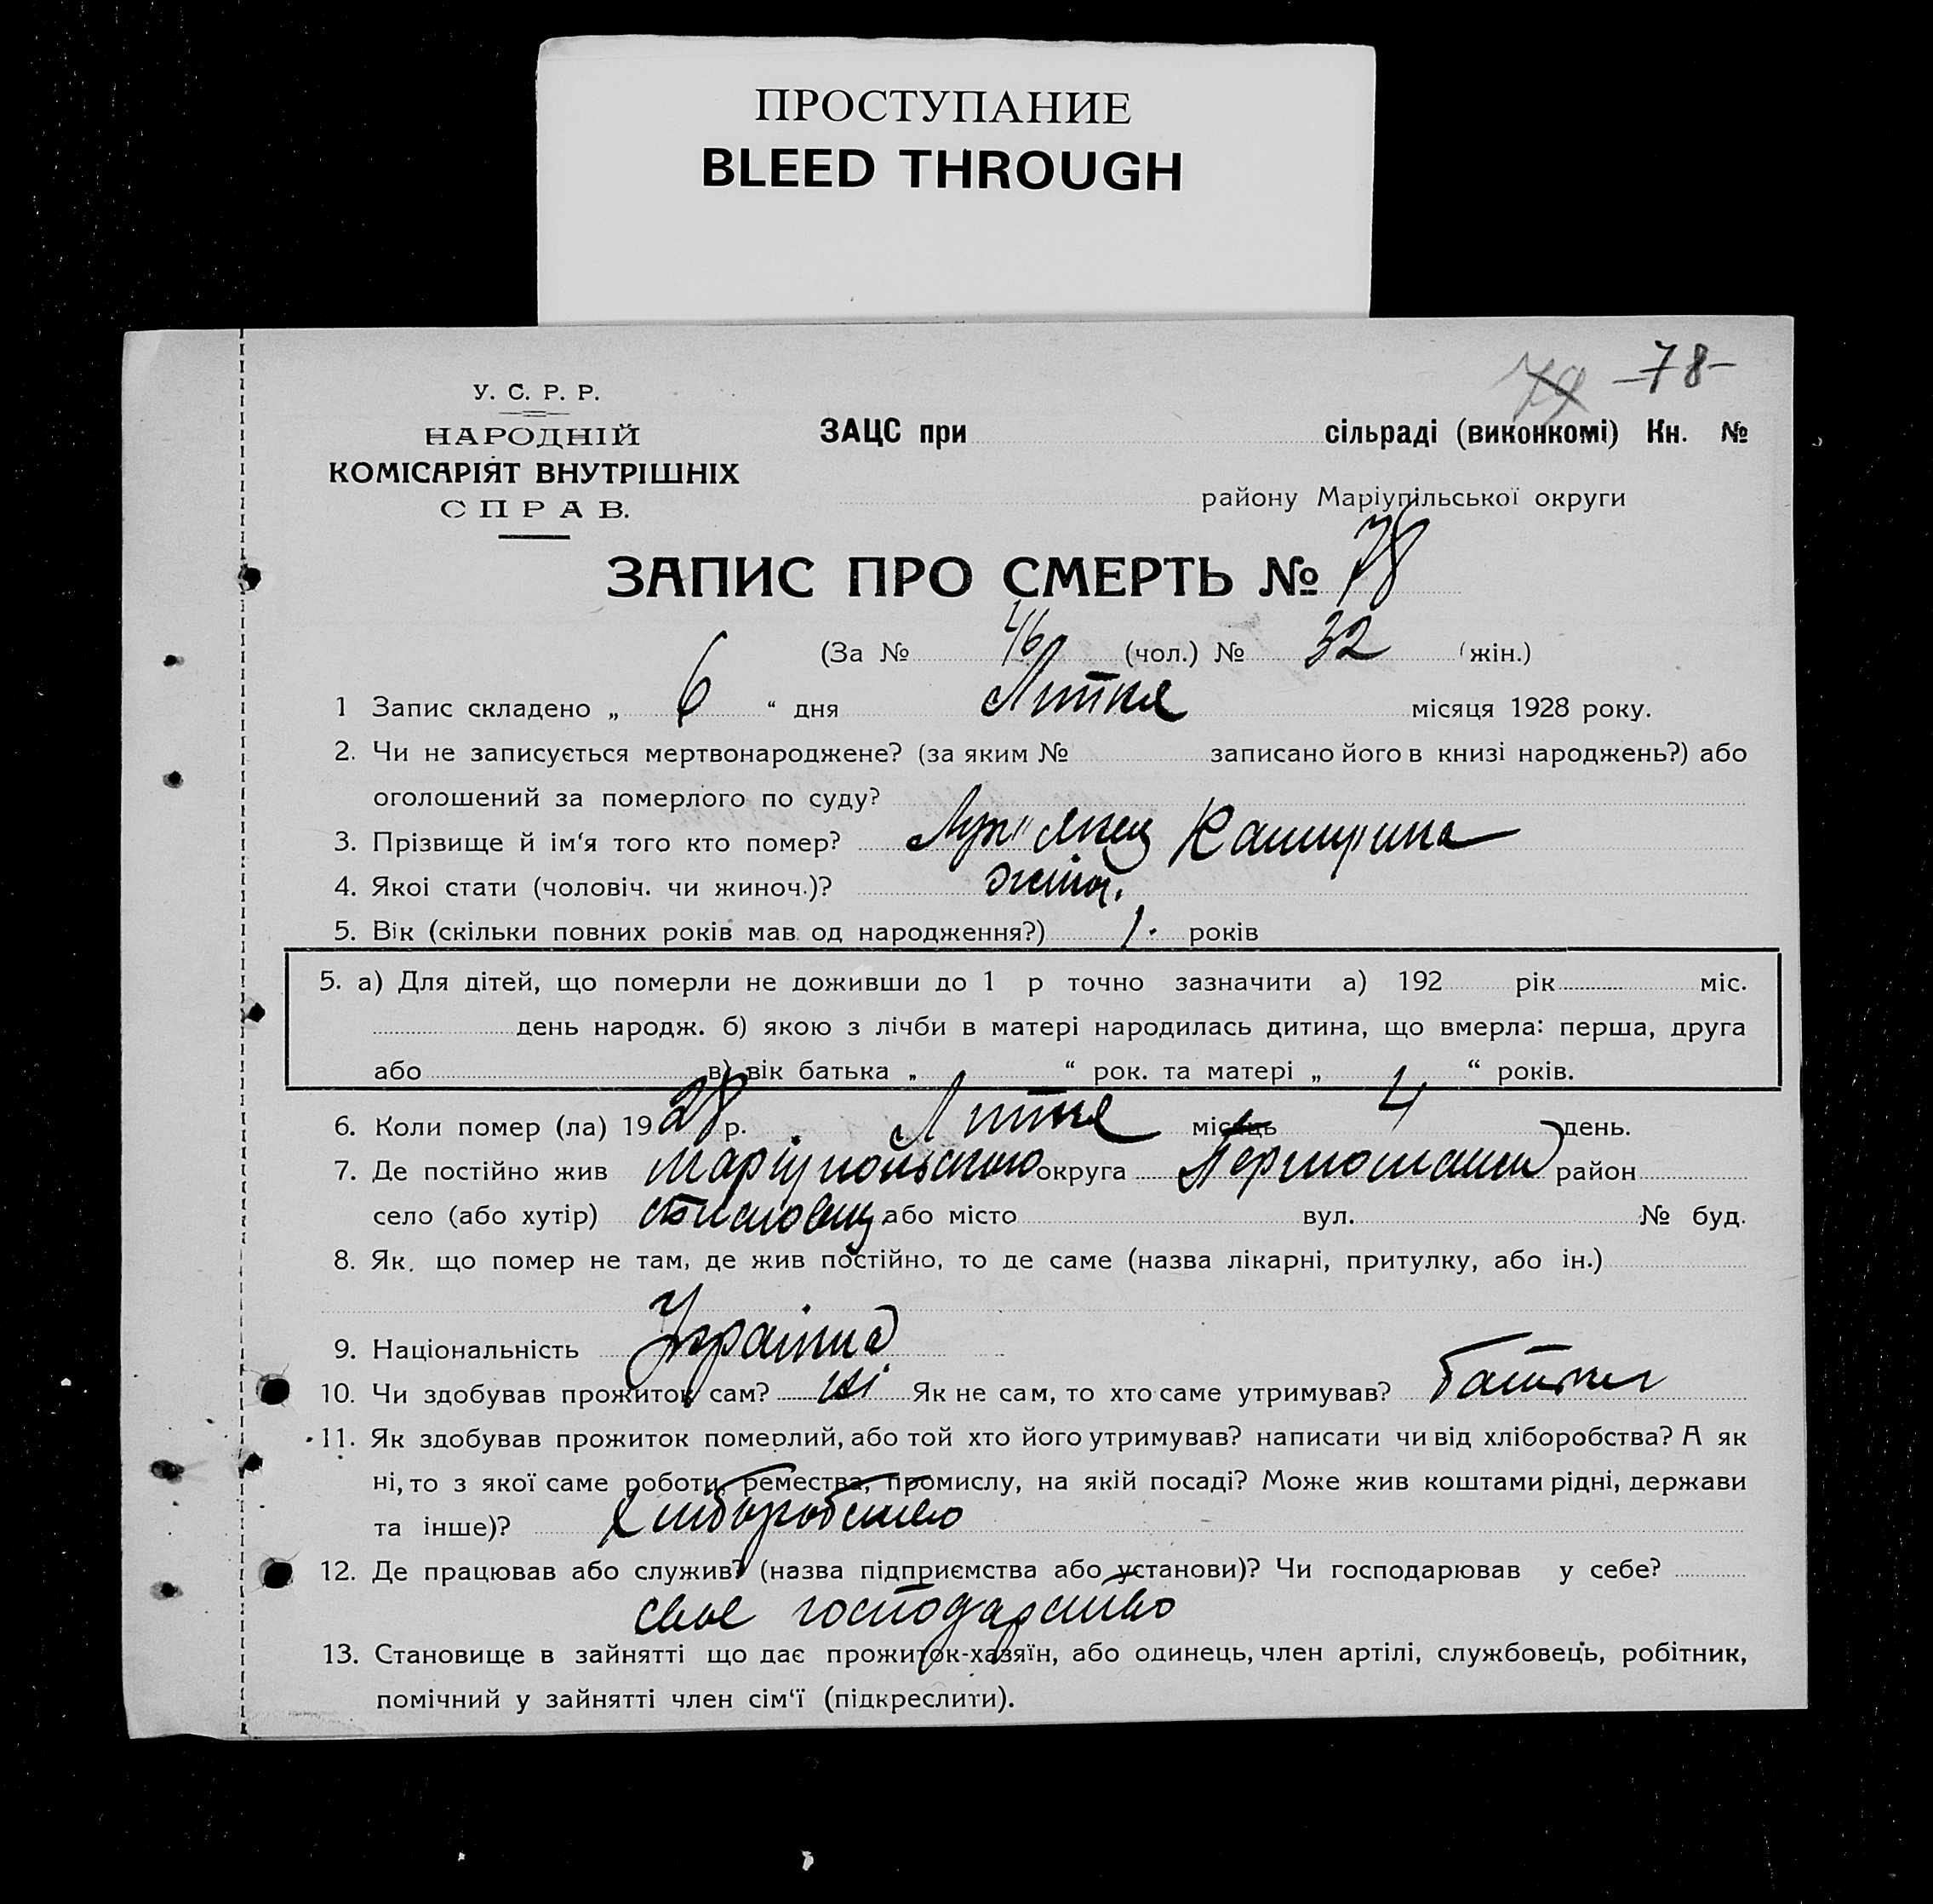 ПРОСТУПАНИЕ
BLEED THROUGH
74 –78–
У. С. Р. Р.
НАРОДНІЙ
КОМІСАРІЯТ ВНУТРІШНІХ
СПРАВ.
ЗАЦС при сільраді (виконкомі) Кн. №
району Маріупільської округи
ЗАПИС ПРО СМЕРТЬ № 78
(За № 46 (чол.) № 32 (жін.)
1 Запис складено „ 6 “ дня Липня місяця 1928 року.
2. Чи не записується мертвонароджене? (за яким № записано його в книзі народжень?) або
оголошений за померлого по суду?
3. Прізвище й ім‘я того кто помер? Лук"янец
4. Якоі стати (чоловіч. чи жиноч.)? жіноч.
5. Вік (скільки повних років мав од народження?) 1. років
5. а) Для дітей, що померли не доживши до 1 р точно зазначити а) 192 рік міс.
день народж. б) якою з лічби в матері народилась дитина, що вмерла: перша, друга
або в) вік батька „ “ рок. та матері „ “ років.
6. Коли помер (ла) 1928 р. Липня місяць 4 день.
7. Де постійно жив Маріупольского округа район
село (або хутір) або місто вул. № буд.
8. Як, що помер не там, де жив постійно, то де саме (назва лікарні, притулку, або ін.)
9. Національність
10. Чи здобував прожиток сам? ні Як не сам, то хто саме утримував? Батьки
11. Як здобував прожиток померлий, або той хто його утримував? написати чи від хліборобства? А як
ні, то з якої саме роботи, ремества, промислу, на якій посаді? Може жив коштами рідні, держави
та інше)? Хліборобство
12. Де працював або служив? (назва підприємства або установи)? Чи господарював у себе?
своє господарство
13. Становище в зайнятті що дає прожиток-хазяїн, або одинець, член артілі, службовець, робітник,
помічний у зайнятті член сім‘ї (підкреслити).